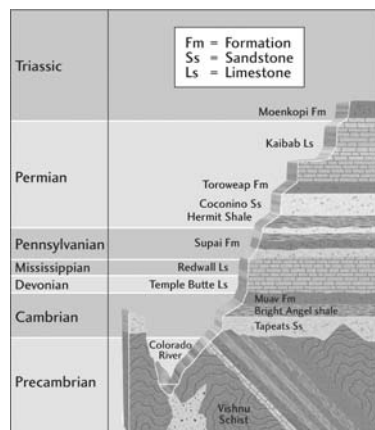 Fm = Formation
Ss = Sandstone
Ls = Limestone
Triassic
Moenkopi Fm
Kaibab Ls
Permian
Toroweap Fm
Coconino Ss
Hermit Shale
Pennsylvanian
Supai Fm
Mississippian
Redwall Ls
Devonian
Temple Butte Ls
Cambrian
Muav Fm
Bright Angel shale
Tapeats Ss
Colorado
River
Precambrian
Vishnu
Schist